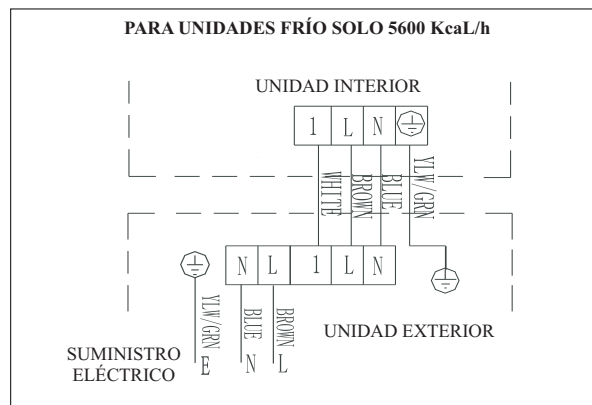 PARA UNIDADES FRÍO SOLO 5600 KcaL/h
UNIDAD INTERIOR
1 L N
WHITE BROWN BLUE YLW/GRN
N L 1 L N
YLW/GRN BLUE BROWN
UNIDAD EXTERIOR
SUMINISTRO
ELÉCTRICO
E N L